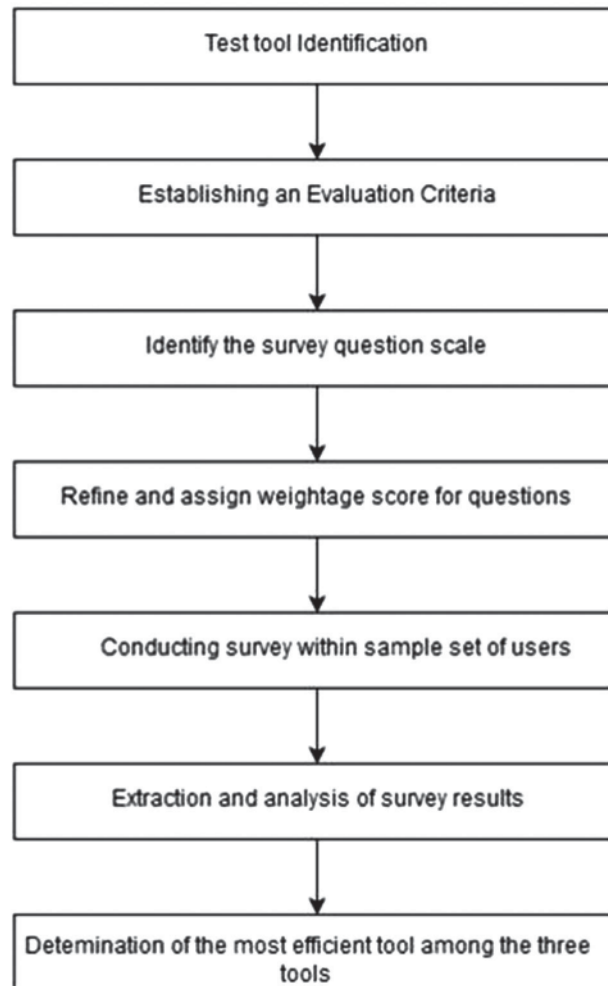 Test tool Identification
Establishing an Evaluation Criteria
Identify the survey question scale
Refine and assign weightage score for questions
Conducting survey within sample set of users
Extraction and analysis of survey results
Detemination of the most efficient tool among the three
tools